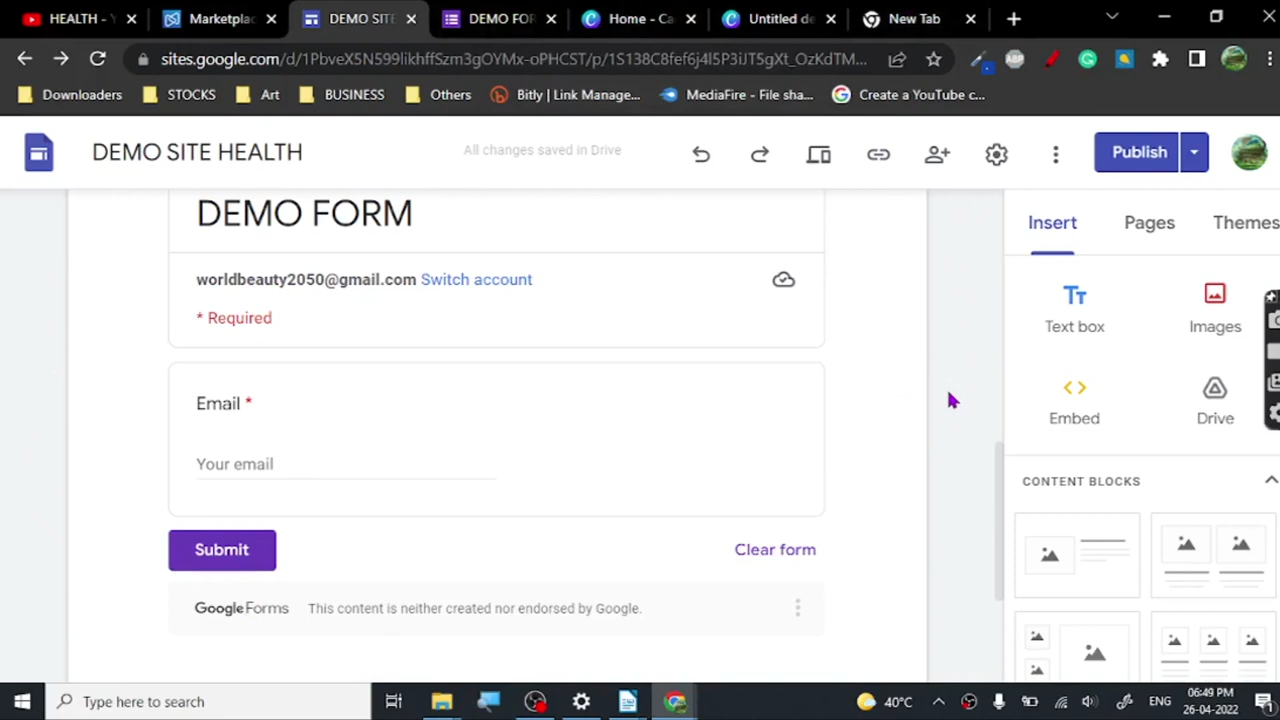 HEALTH - Y
Marketplac
DEMO SITE
DEMO FOR
Home - Ca
Untitled de
New Tab
sites.google.com/d/1PbveX5N599likhffSzm3gOYMx-oPHCST/p/1S138C8fef6j4l5P3iJT5gXt_OzKdTM...
Downloaders
STOCKS
Art
BUSINESS
Others
Bitly | Link Manage...
MediaFire - File sha...
Create a YouTube c...
DEMO SITE HEALTH
All changes saved in Drive
Publish
DEMO FORM
worldbeauty2050@gmail.com Switch account
* Required
Email *
Your email
Submit
Clear form
Google Forms This content is neither created nor endorsed by Google.
Insert
Pages
Themes
Text box
Images
Embed
Drive
CONTENT BLOCKS
Type here to search
40°C
ENG
06:49 PM
26-04-2022
1